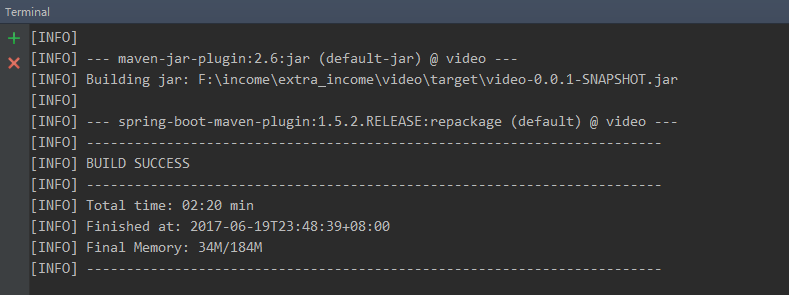 Terminal
[INFO]
[INFO] --- maven-jar-plugin:2.6:jar (default-jar) @ video ---
[INFO] Building jar: F:\income\extra_income\video\target\video-0.0.1-SNAPSHOT.jar
[INFO]
[INFO] --- spring-boot-maven-plugin:1.5.2.RELEASE:repackage (default) @ video ---
[INFO] ------------------------------------------------------------------------
[INFO] BUILD SUCCESS
[INFO] ------------------------------------------------------------------------
[INFO] Total time: 02:20 min
[INFO] Finished at: 2017-06-19T23:48:39+08:00
[INFO] Final Memory: 34M/184M
[INFO] ------------------------------------------------------------------------